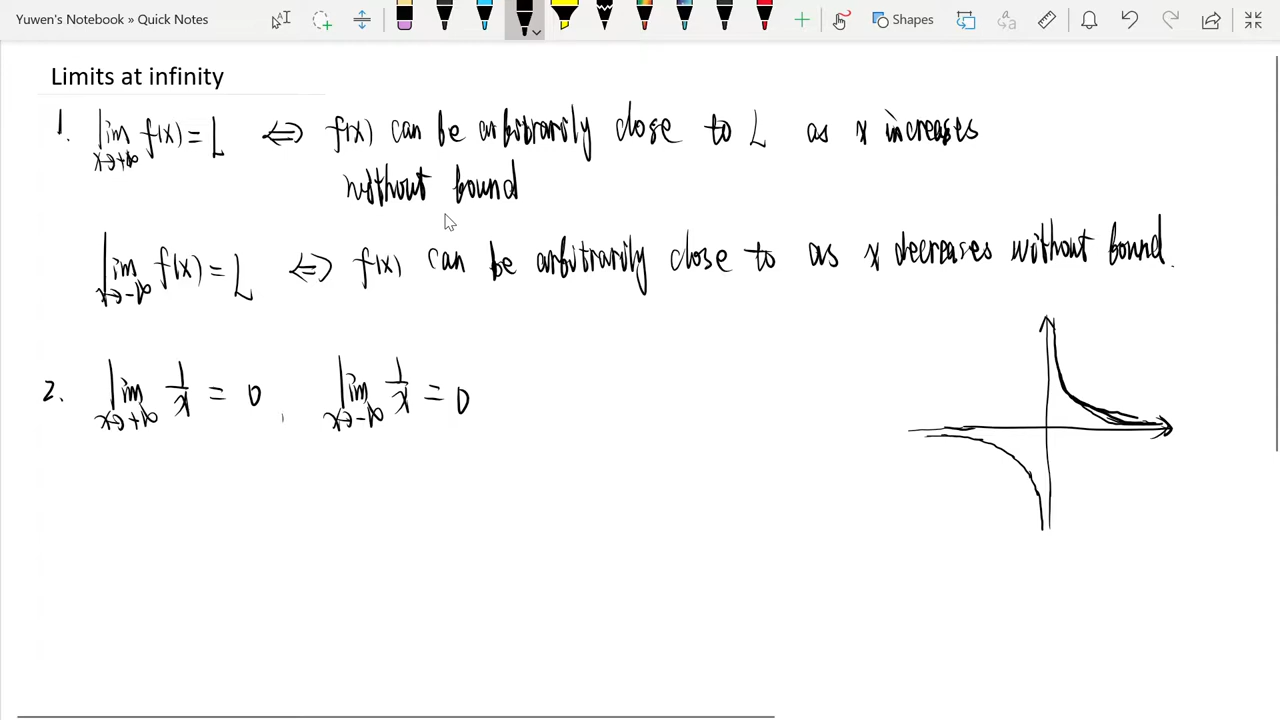 Yuwen's Notebook » Quick Notes
Shapes
Limits at infinity
1. lim x→+∞ f(x) = L ⇔ f(x) can be arbitrarily close to L as x increases
without bound
lim x→-∞ f(x) = L ⇔ f(x) can be arbitrarily close to as x decreases without bound.
2. lim x→+∞ 1/x = 0, lim x→-∞ 1/x = 0